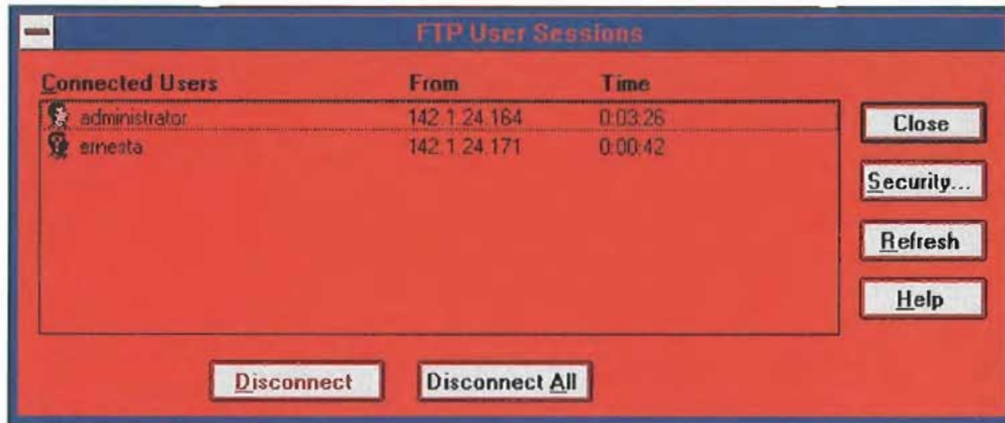 FTP User Sessions
Connected Users From Time
administrator 142.1.24.164 0:03:26
ernesta 142.1.24.171 0:00:42
Close
Security...
Refresh
Help
Disconnect Disconnect All